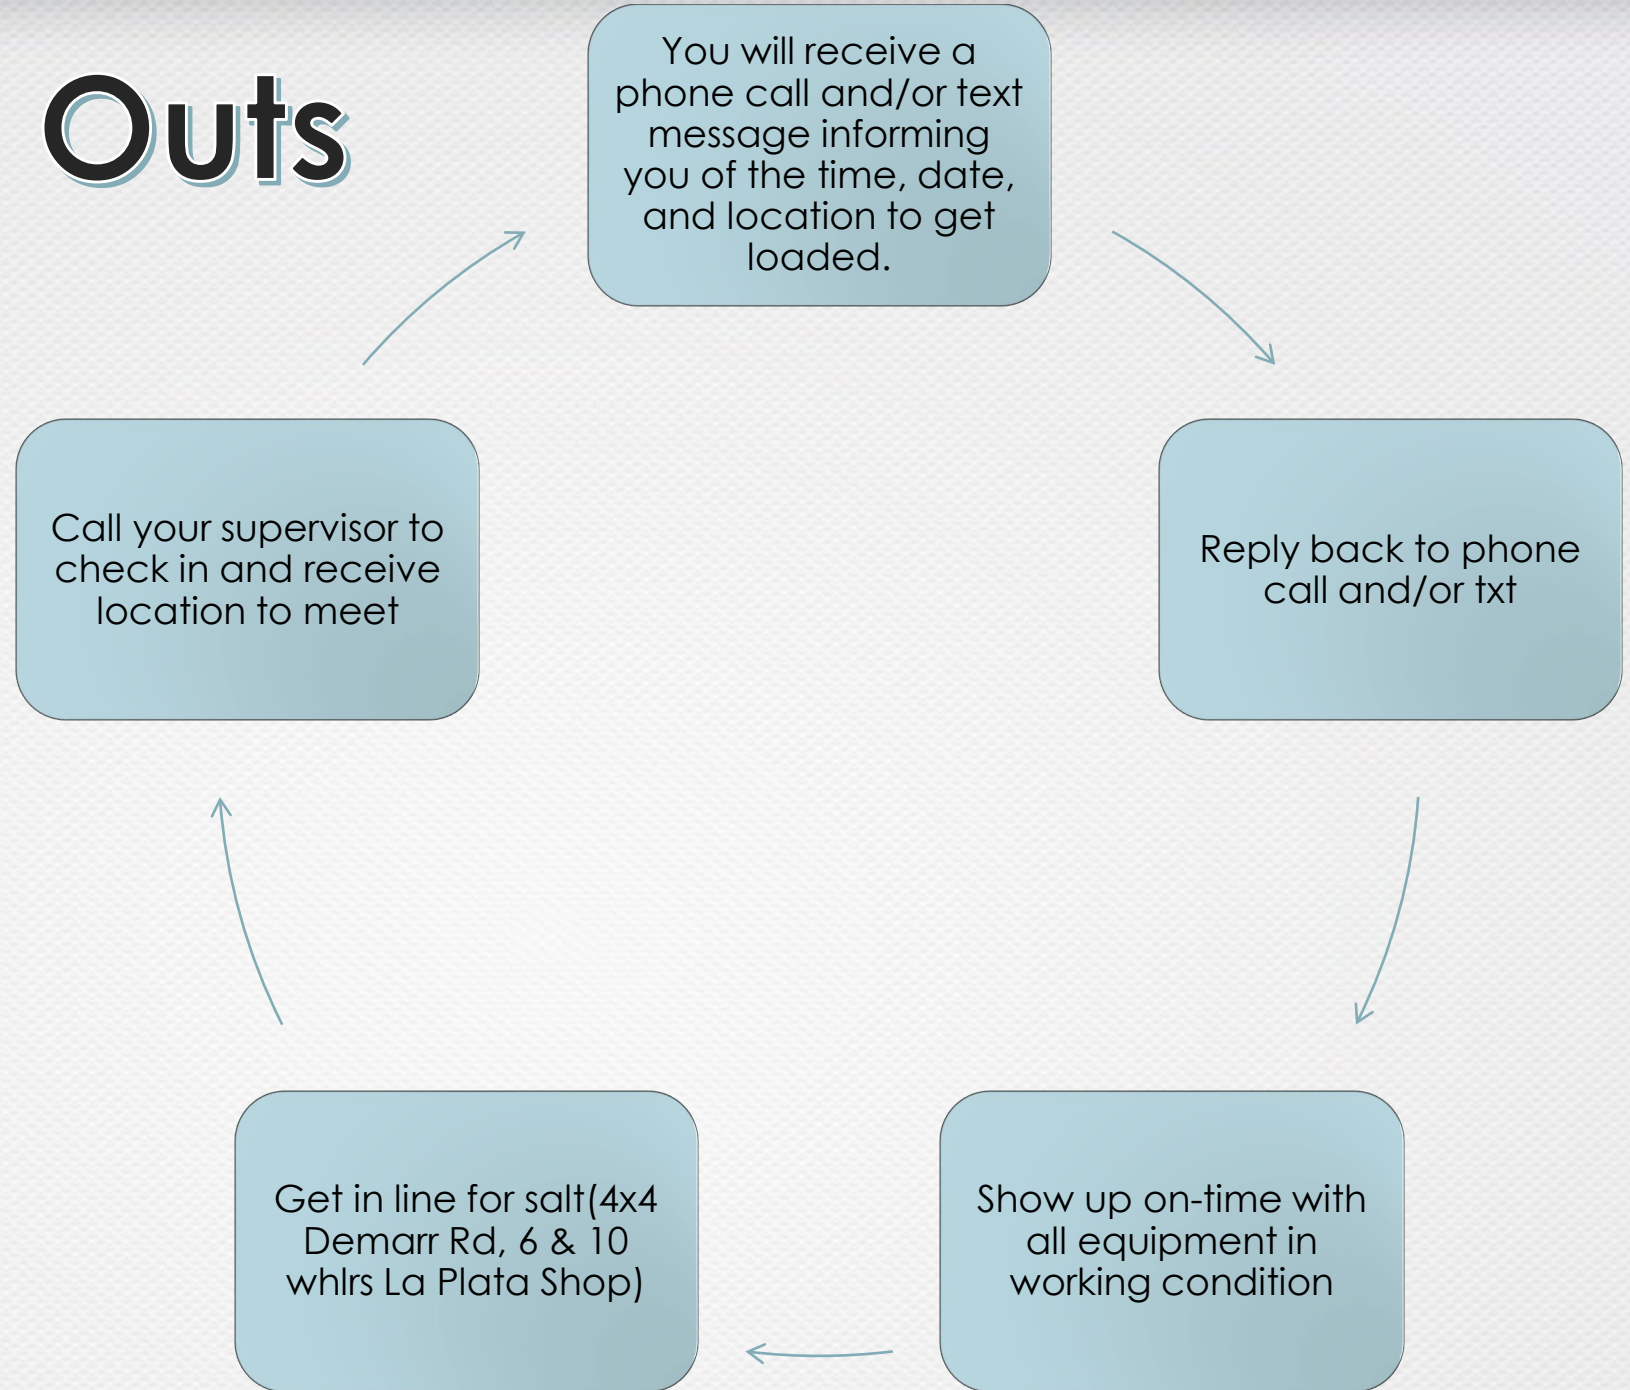 Outs
You will receive a
phone call and/or text
message informing
you of the time, date,
and location to get
loaded.
Reply back to phone
call and/or txt
Show up on-time with
all equipment in
working condition
Get in line for salt(4x4
Demarr Rd, 6 & 10
whlrs La Plata Shop)
Call your supervisor to
check in and receive
location to meet